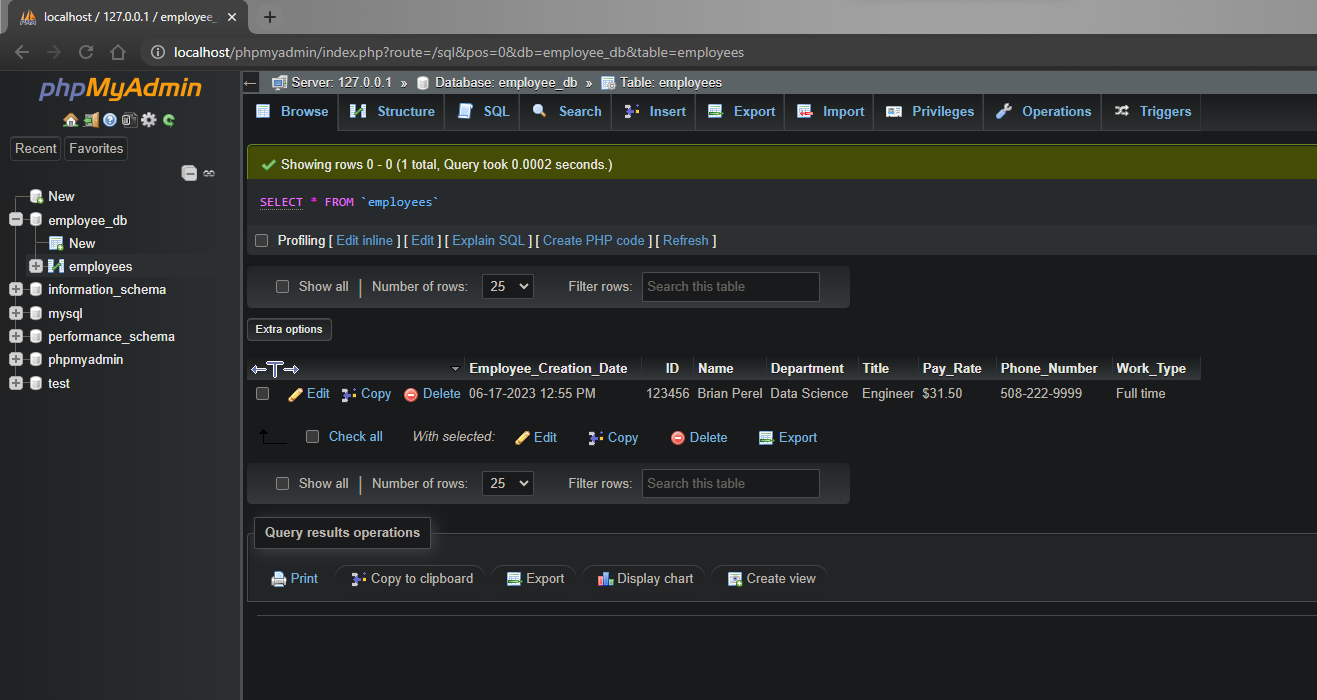 localhost / 127.0.0.1 / employee_
localhost/phpmyadmin/index.php?route=/sql&pos=0&db=employee_db&table=employees
phpMyAdmin
Recent Favorites
New
employee_db
New
employees
information_schema
mysql
performance_schema
phpmyadmin
test
Server: 127.0.0.1 » Database: employee_db » Table: employees
Browse Structure SQL Search Insert Export Import Privileges Operations Triggers
Showing rows 0 - 0 (1 total, Query took 0.0002 seconds.)
SELECT * FROM `employees`
Profiling [ Edit inline ] [ Edit ] [ Explain SQL ] [ Create PHP code ] [ Refresh ]
Show all | Number of rows: 25 Filter rows: Search this table
Extra options
←T→ Employee_Creation_Date ID Name Department Title Pay_Rate Phone_Number Work_Type
Edit Copy Delete 06-17-2023 12:55 PM 123456 Brian Perel Data Science Engineer $31.50 508-222-9999 Full time
Check all With selected: Edit Copy Delete Export
Show all | Number of rows: 25 Filter rows: Search this table
Query results operations
Print Copy to clipboard Export Display chart Create view